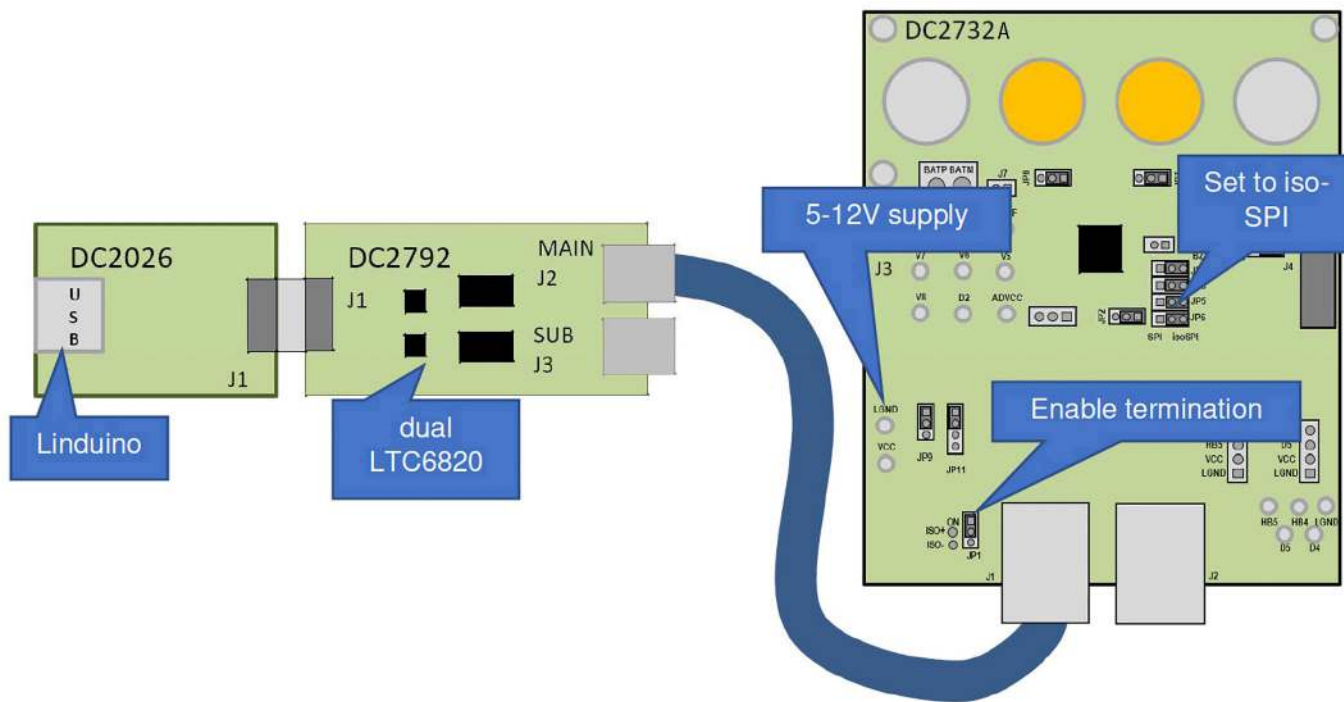 DC2026
U
S
B
J1
Linduino
DC2792
J1
MAIN
J2
SUB
J3
dual
LTC6820
DC2732A
BATP BATM
J7
JP8
5-12V supply
Set to iso-
SPI
J3
V7
V6
V5
V8
D2
ADVCC
JP2
J4
JP5
JP6
SPI
isoSPI
LGND
VCC
JP9
JP11
Enable termination
HB5
VCC
LGND
D5
VCC
LGND
ON
ISO+
ISO-
JP1
HB5
HB4
LGND
D5
D4
J1
J2